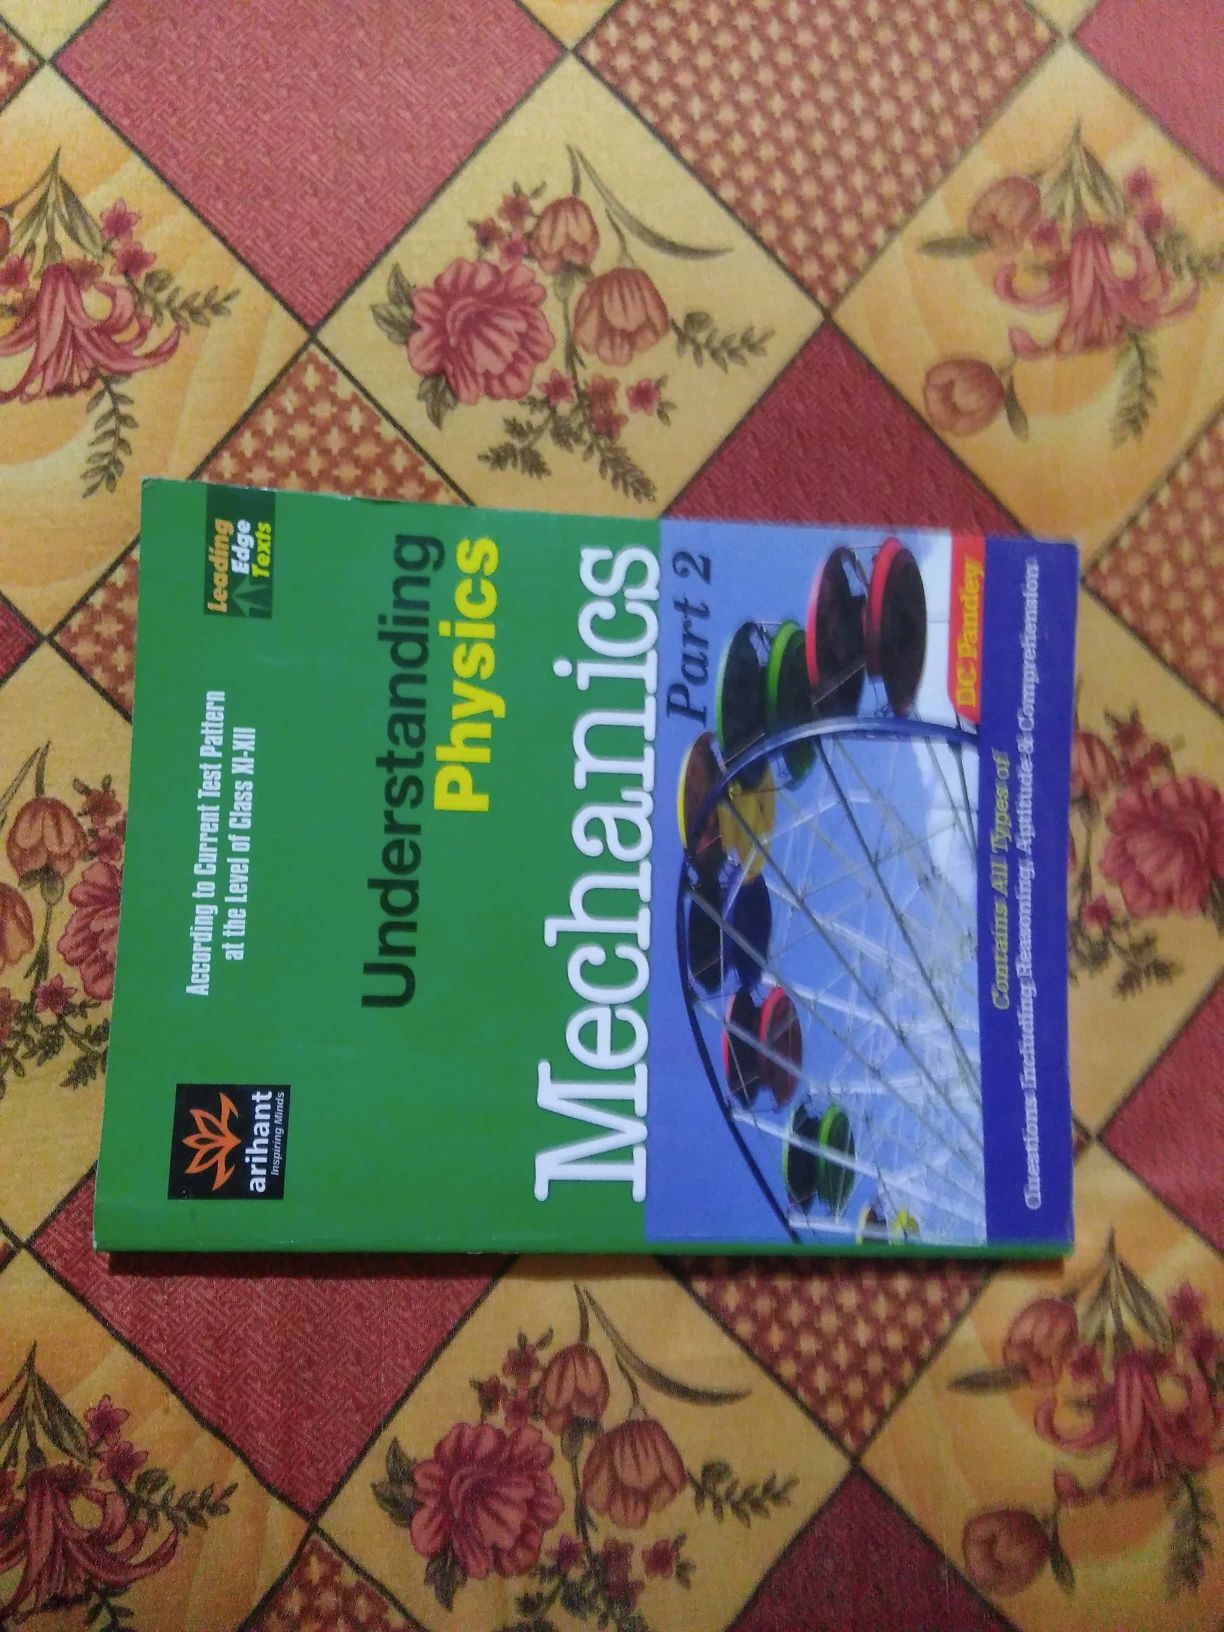 arihant
Inspiring Minds
According to Current Test Pattern
at the Level of Class XI-XII
Leading
Edge
Texts
Understanding
Physics
Mechanics
Part 2
DC Pandey
Contains All Types of
Questions Including Reasoning, Aptitude & Comprehension